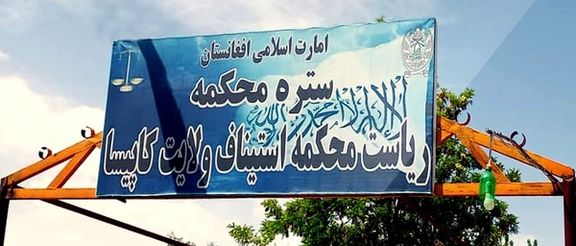 امارت اسلامی افغانستان
ستره محکمه
لا اله الا الله محمد رسول الله
ریاست محکمه استیناف ولایت کاپیسا